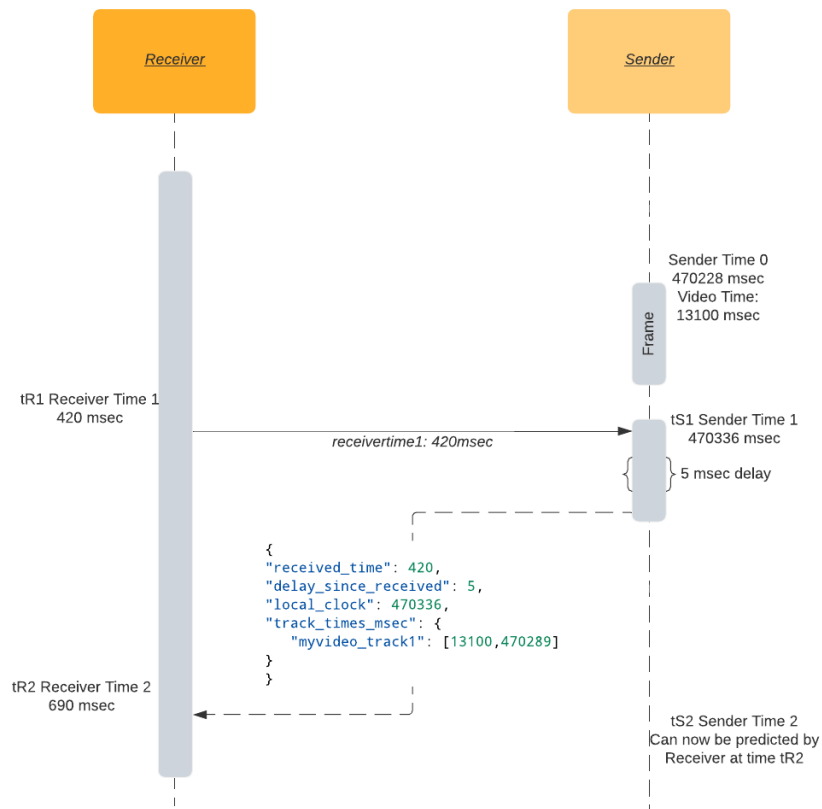 Receiver
Sender
Sender Time 0
470228 msec
Video Time:
13100 msec
Frame
tR1 Receiver Time 1
420 msec
receivertime1: 420msec
tS1 Sender Time 1
470336 msec
5 msec delay
{
"received_time": 420,
"delay_since_received": 5,
"local_clock": 470336,
"track_times_msec": {
"myvideo_track1": [13100,470289]
}
}
tR2 Receiver Time 2
690 msec
tS2 Sender Time 2
Can now be predicted by
Receiver at time tR2